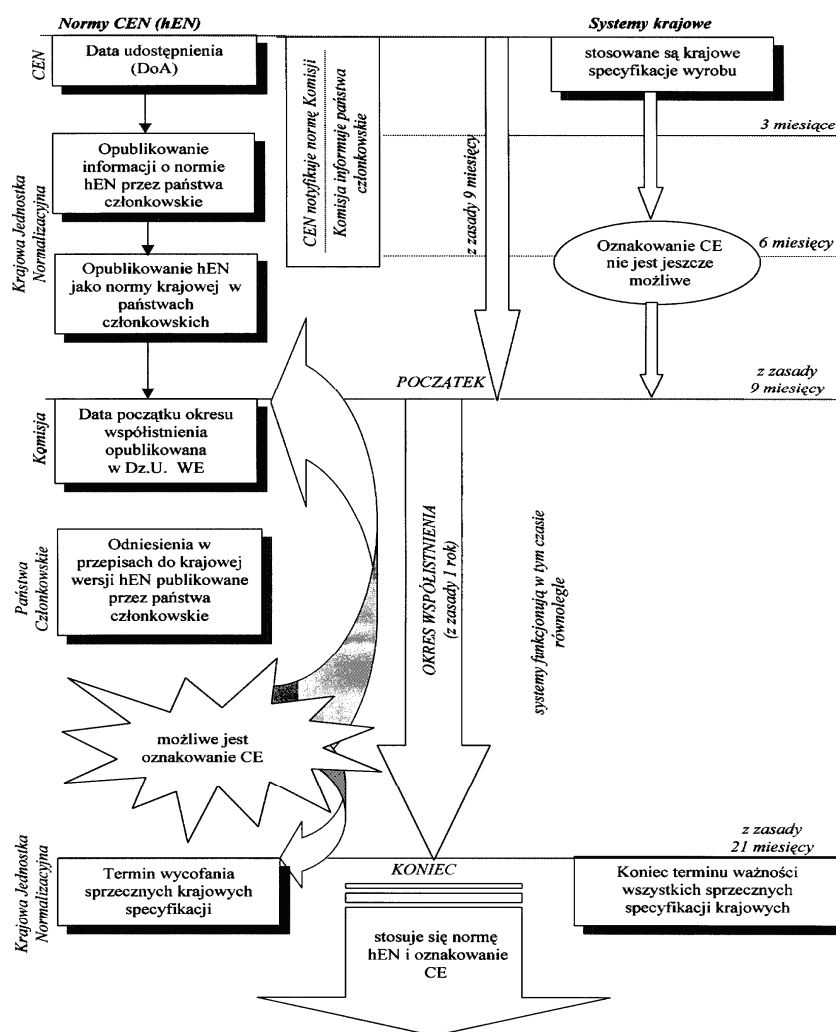 Normy CEN (hEN)
Systemy krajowe
CEN
Data udostępnienia
(DoA)
CEN notyfikuje normę Komisji
Komisja informuje państwa
członkowskie
z zasady 9 miesięcy
stosowane są krajowe
specyfikacje wyrobu
3 miesiące
Krajowa Jednostka
Normalizacyjna
Opublikowanie
informacji o normie
hEN przez państwa
członkowskie
Oznakowanie CE
nie jest jeszcze
możliwe
6 miesięcy
Opublikowanie hEN
jako normy krajowej w
państwach
członkowskich
POCZĄTEK
z zasady
9 miesięcy
Komisja
Data początku okresu
współistnienia
opublikowana
w Dz.U. WE
OKRES WSPÓŁISTNIENIA
(z zasady 1 rok)
systemy funkcjonują w tym czasie
równolegle
Państwa
Członkowskie
Odniesienia w
przepisach do krajowej
wersji hEN publikowane
przez państwa
członkowskie
możliwe jest
oznakowanie CE
z zasady
21 miesięcy
Krajowa Jednostka
Normalizacyjna
Termin wycofania
sprzecznych krajowych
specyfikacji
KONIEC
Koniec terminu ważności
wszystkich sprzecznych
specyfikacji krajowych
stosuje się normę
hEN i oznakowanie
CE